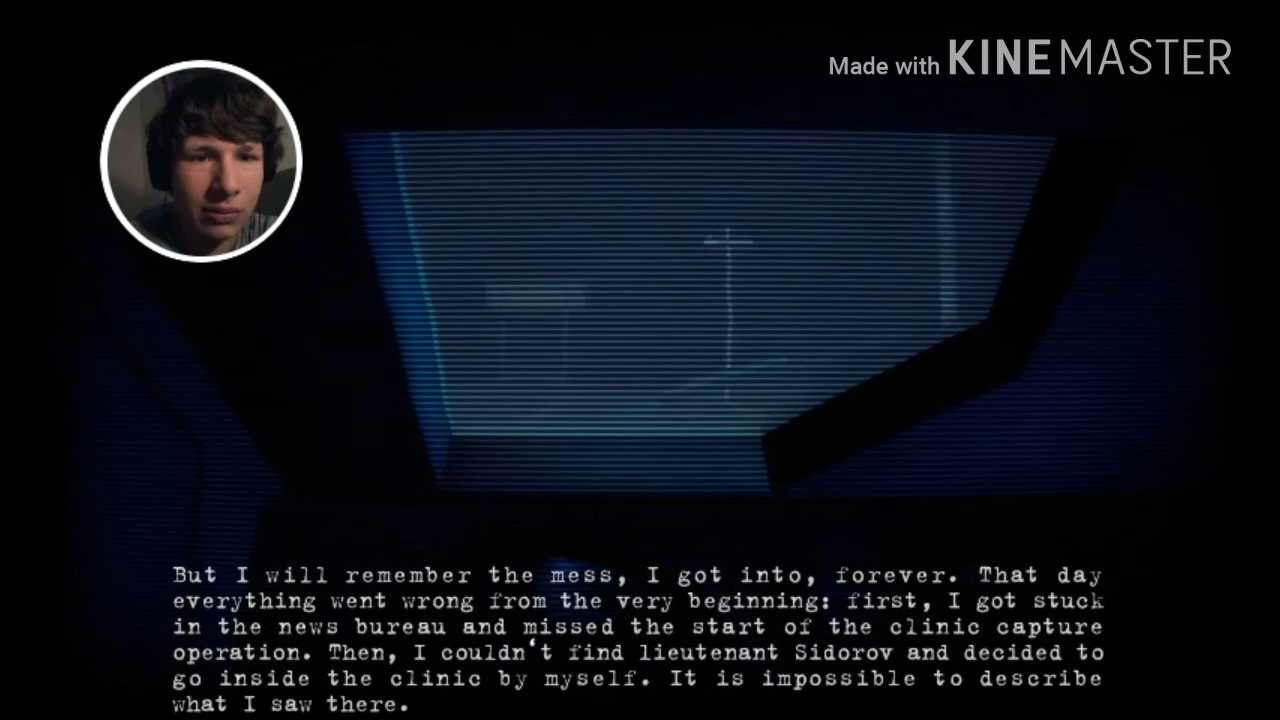 Made with KINEMASTER
But I will remember the mess, I got into, forever. That day
everything went wrong from the very beginning: first, I got stuck
in the news bureau and missed the start of the clinic capture
operation. Then, I couldn't find lieutenant Sidorov and decided to
go inside the clinic by myself. It is impossible to describe
what I saw there.